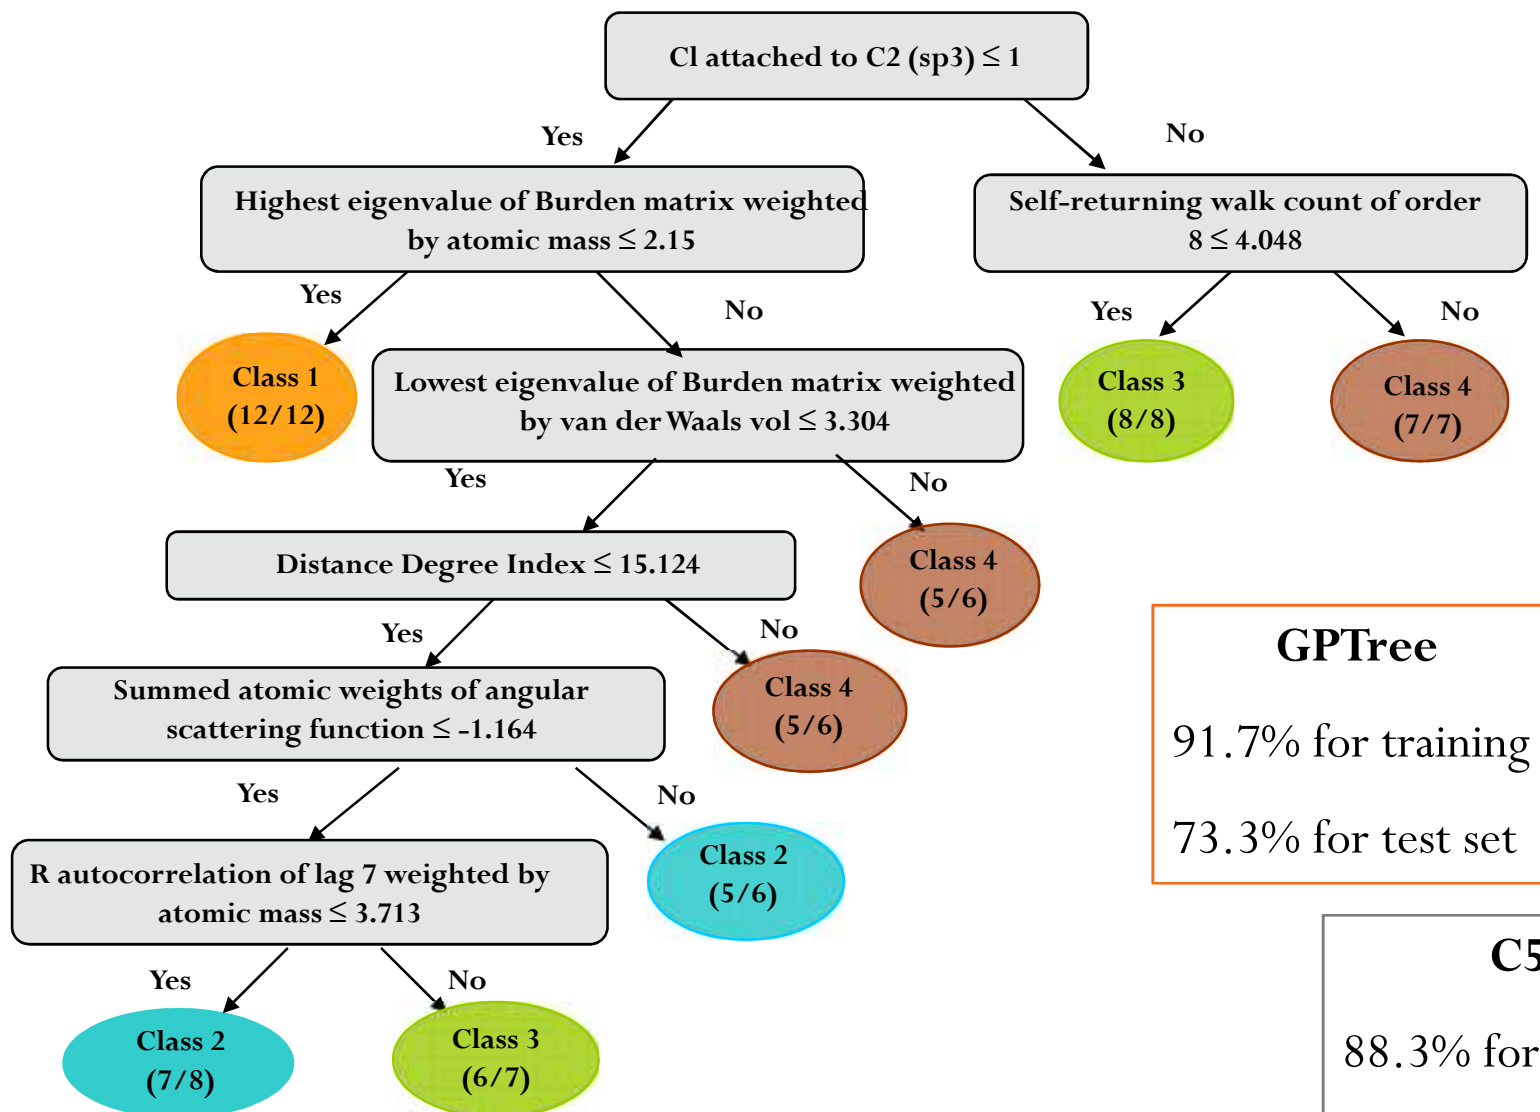 Cl attached to C2 (sp3) ≤ 1
Yes
No
Highest eigenvalue of Burden matrix weighted
by atomic mass ≤ 2.15
Self-returning walk count of order
8 ≤ 4.048
Yes
No
Yes
No
Class 1
(12/12)
Lowest eigenvalue of Burden matrix weighted
by van der Waals vol ≤ 3.304
Class 3
(8/8)
Class 4
(7/7)
Yes
No
Distance Degree Index ≤ 15.124
Class 4
(5/6)
Yes
No
Summed atomic weights of angular
scattering function ≤ -1.164
Class 4
(5/6)
GPTree
91.7% for training
73.3% for test set
Yes
No
R autocorrelation of lag 7 weighted by
atomic mass ≤ 3.713
Class 2
(5/6)
Yes
No
Class 2
(7/8)
Class 3
(6/7)
C5
88.3% for